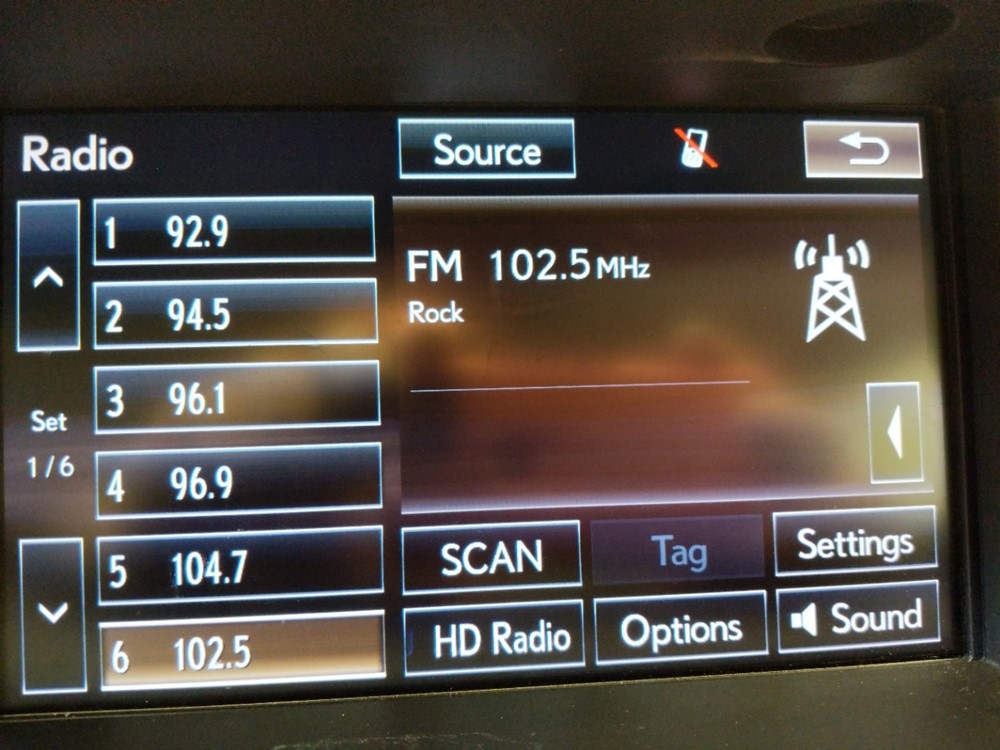 Radio
Source
1 92.9
2 94.5
3 96.1
4 96.9
5 104.7
6 102.5
Set
1/6
FM 102.5 MHz
Rock
SCAN
Tag
Settings
HD Radio
Options
Sound